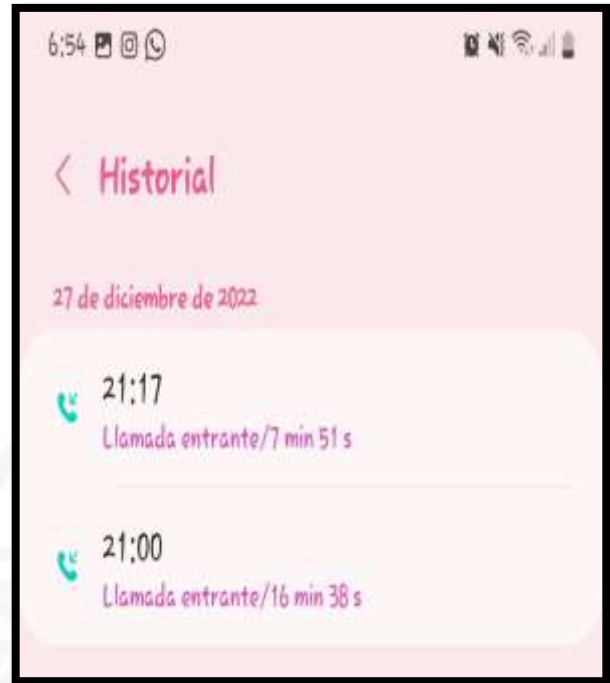 6:54
Historial
27 de diciembre de 2022
21:17
Llamada entrante/7 min 51 s
21:00
Llamada entrante/16 min 38 s